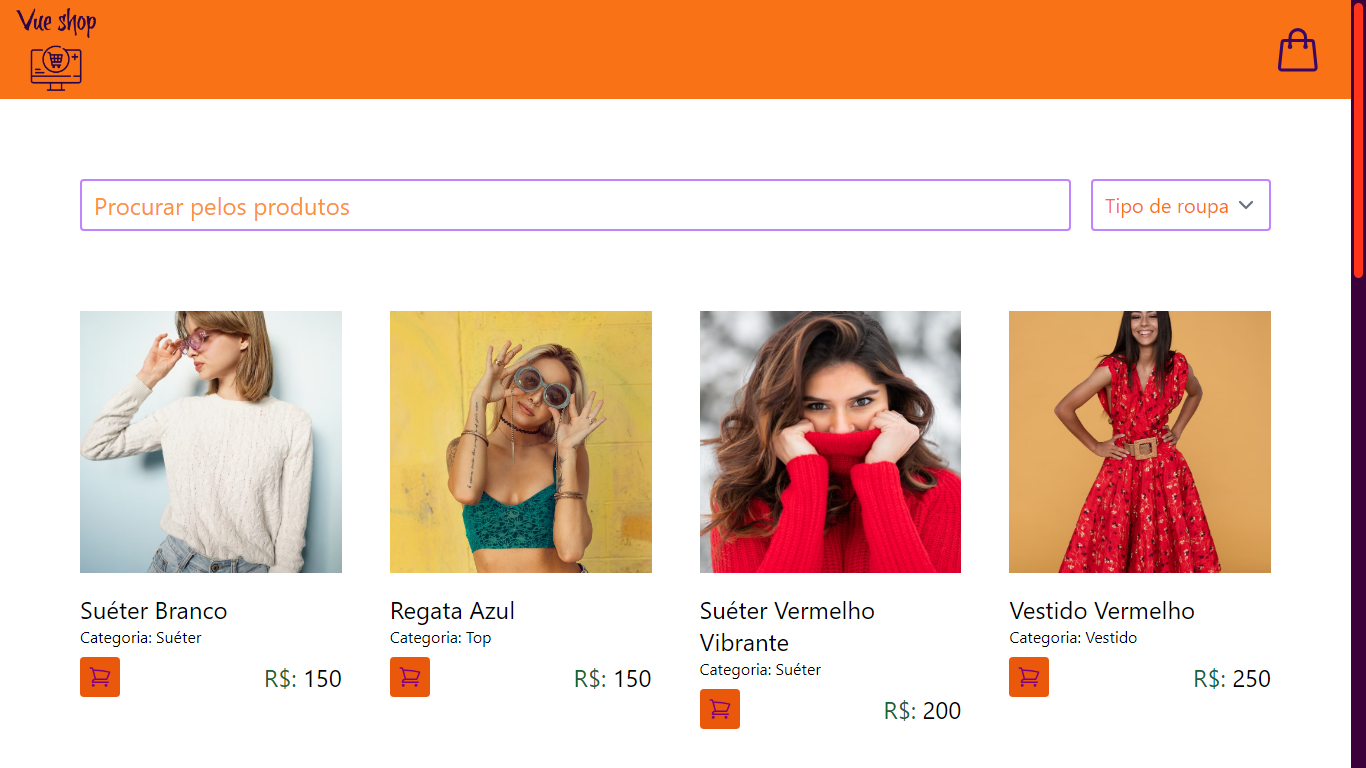 Vue shop
Procurar pelos produtos
Tipo de roupa
Suéter Branco
Categoria: Suéter
R$: 150
Regata Azul
Categoria: Top
R$: 150
Suéter Vermelho
Vibrante
Categoria: Suéter
R$: 200
Vestido Vermelho
Categoria: Vestido
R$: 250